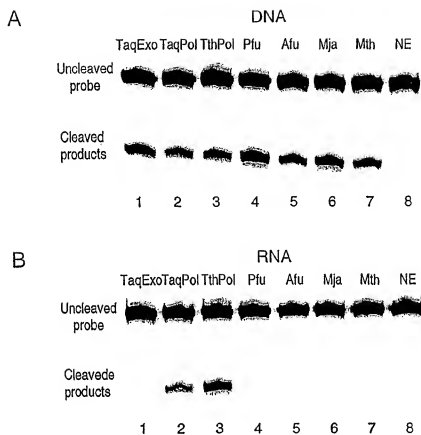 A
DNA
TaqExo TaqPol TthPol Pfu Afu Mja Mth NE
Uncleaved
probe
Cleaved
products
1 2 3 4 5 6 7 8
B
RNA
TaqExo TaqPol TthPol Pfu Afu Mja Mth NE
Uncleaved
probe
Cleavede
products
1 2 3 4 5 6 7 8